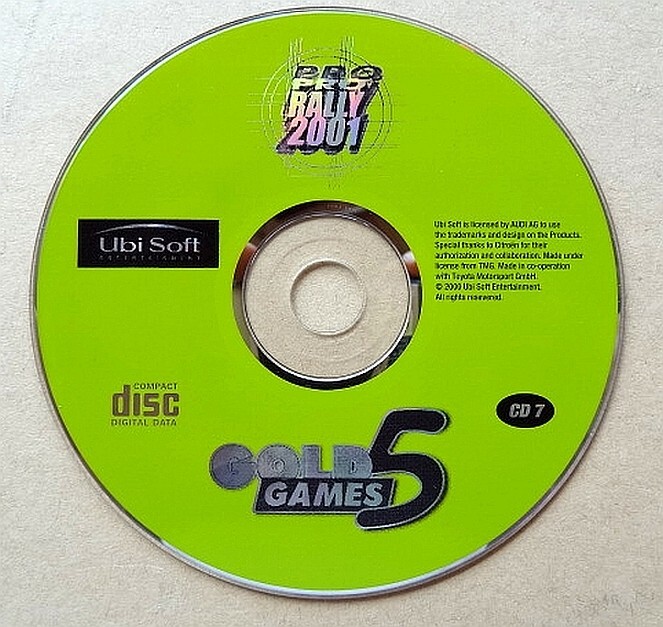 PRO
RALLY
2001
Ubi Soft
ENTERTAINMENT
Ubi Soft is licensed by AUDI AG to use
the trademarks and design on the Products.
Special thanks to Citroën for their
authorization and collaboration. Made under
license from TMG. Made in co-operation
with Toyota Motorsport GmbH.
© 2000 Ubi Soft Entertainment.
All rights reserved.
COMPACT
disc
DIGITAL DATA
CD 7
GOLD 5
GAMES